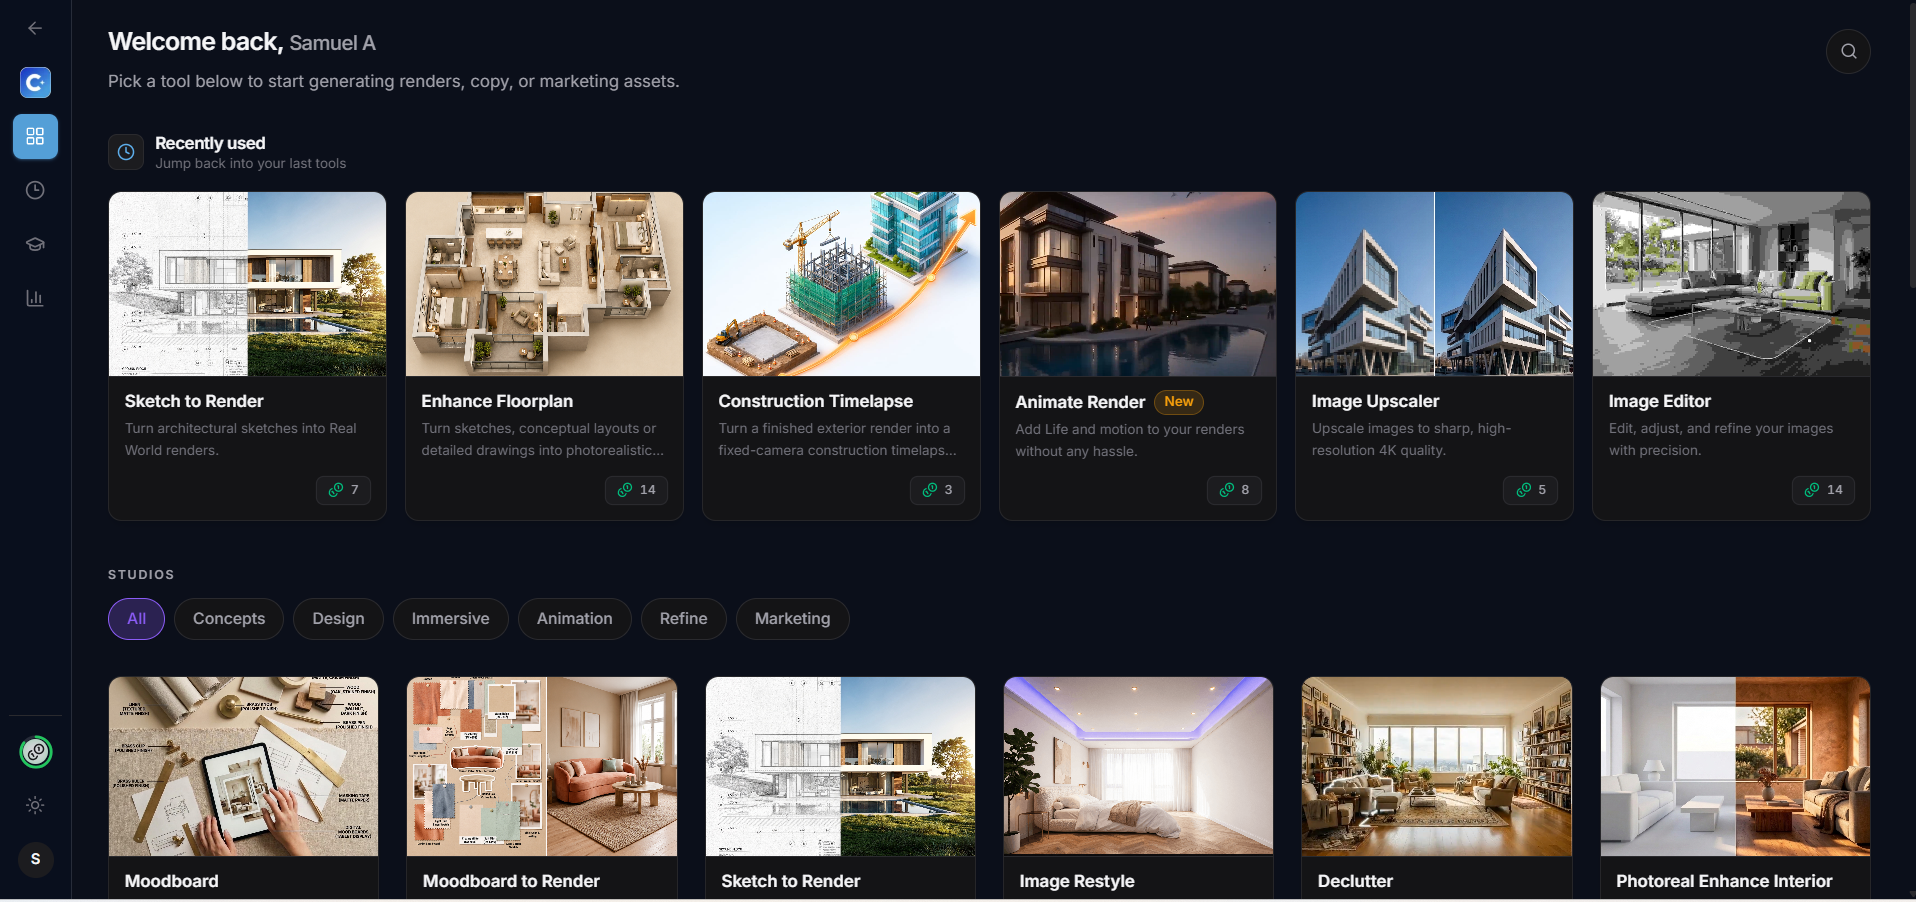 Welcome back, Samuel A
Pick a tool below to start generating renders, copy, or marketing assets.
Recently used
Jump back into your last tools
Sketch to Render
Turn architectural sketches into Real
World renders.
7
Enhance Floorplan
Turn sketches, conceptual layouts or
detailed drawings into photorealistic...
14
Construction Timelapse
Turn a finished exterior render into a
fixed-camera construction timelaps...
3
Animate Render New
Add Life and motion to your renders
without any hassle.
8
Image Upscaler
Upscale images to sharp, high-
resolution 4K quality.
5
Image Editor
Edit, adjust, and refine your images
with precision.
14
STUDIOS
All Concepts Design Immersive Animation Refine Marketing
Moodboard
Moodboard to Render
Sketch to Render
Image Restyle
Declutter
Photoreal Enhance Interior
S